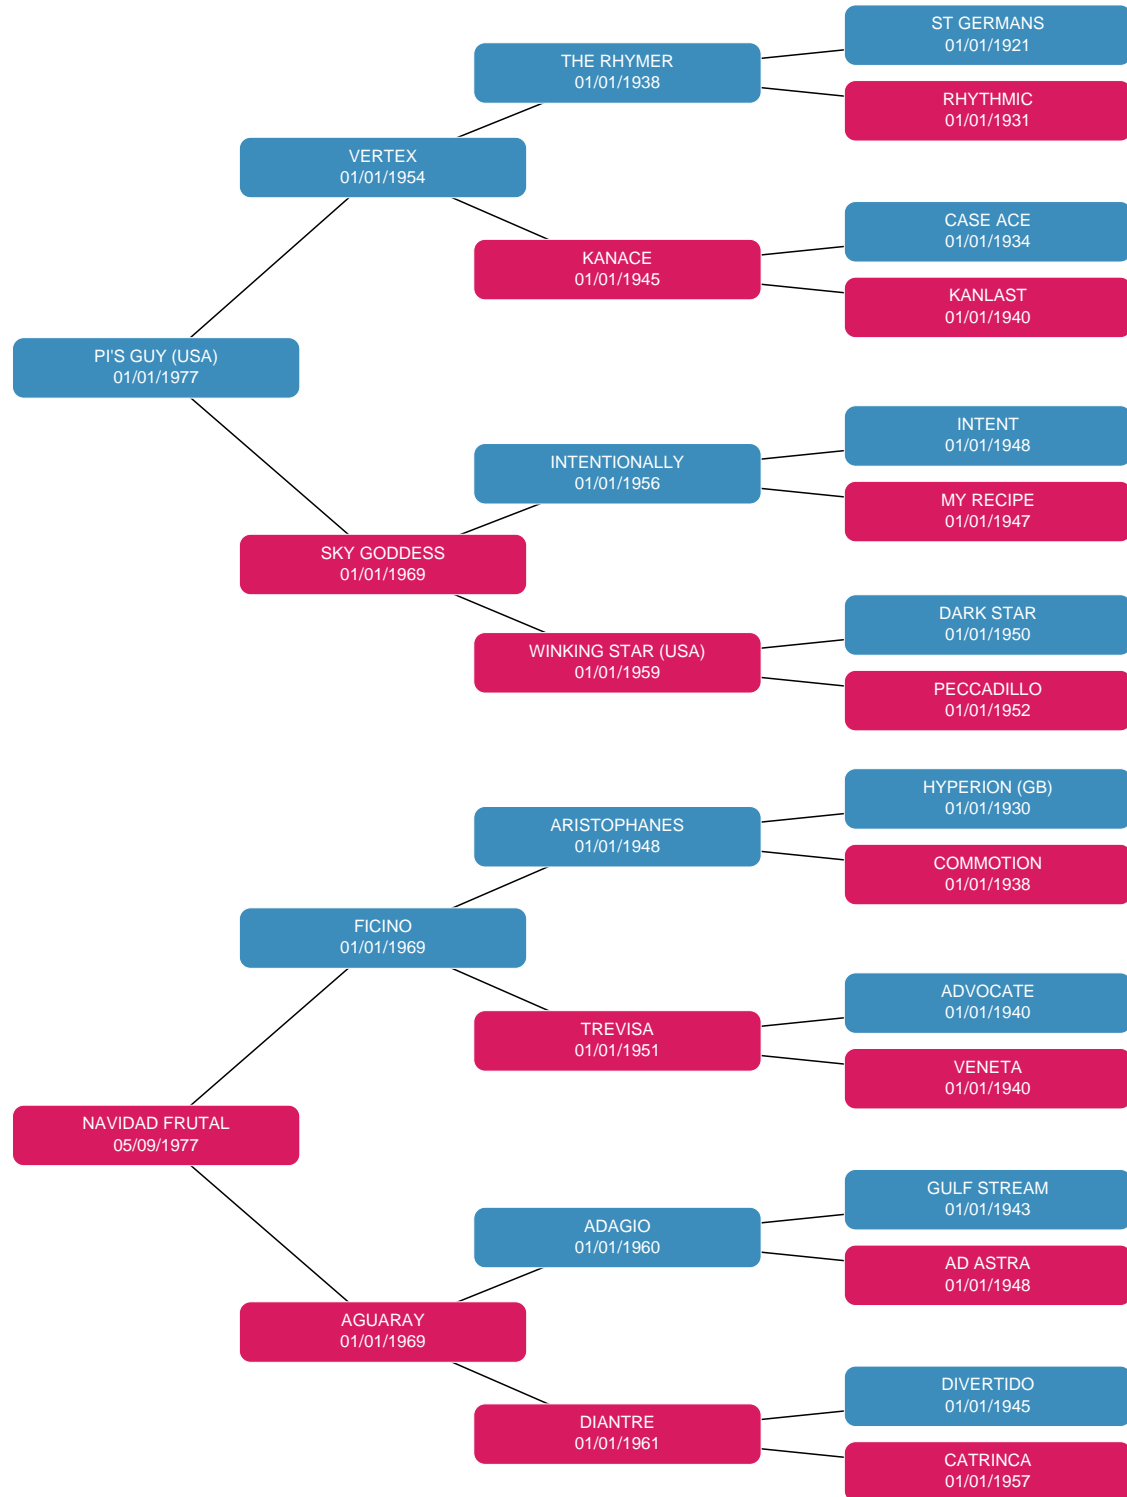 ST GERMANS
01/01/1921
THE RHYMER
01/01/1938
RHYTHMIC
01/01/1931
VERTEX
01/01/1954
CASE ACE
01/01/1934
KANACE
01/01/1945
KANLAST
01/01/1940
PI'S GUY (USA)
01/01/1977
INTENT
01/01/1948
INTENTIONALLY
01/01/1956
MY RECIPE
01/01/1947
SKY GODDESS
01/01/1969
DARK STAR
01/01/1950
WINKING STAR (USA)
01/01/1959
PECCADILLO
01/01/1952
HYPERION (GB)
01/01/1930
ARISTOPHANES
01/01/1948
COMMOTION
01/01/1938
FICINO
01/01/1969
ADVOCATE
01/01/1940
TREVISA
01/01/1951
VENETA
01/01/1940
NAVIDAD FRUTAL
05/09/1977
GULF STREAM
01/01/1943
ADAGIO
01/01/1960
AD ASTRA
01/01/1948
AGUARAY
01/01/1969
DIVERTIDO
01/01/1945
DIANTRE
01/01/1961
CATRINCA
01/01/1957